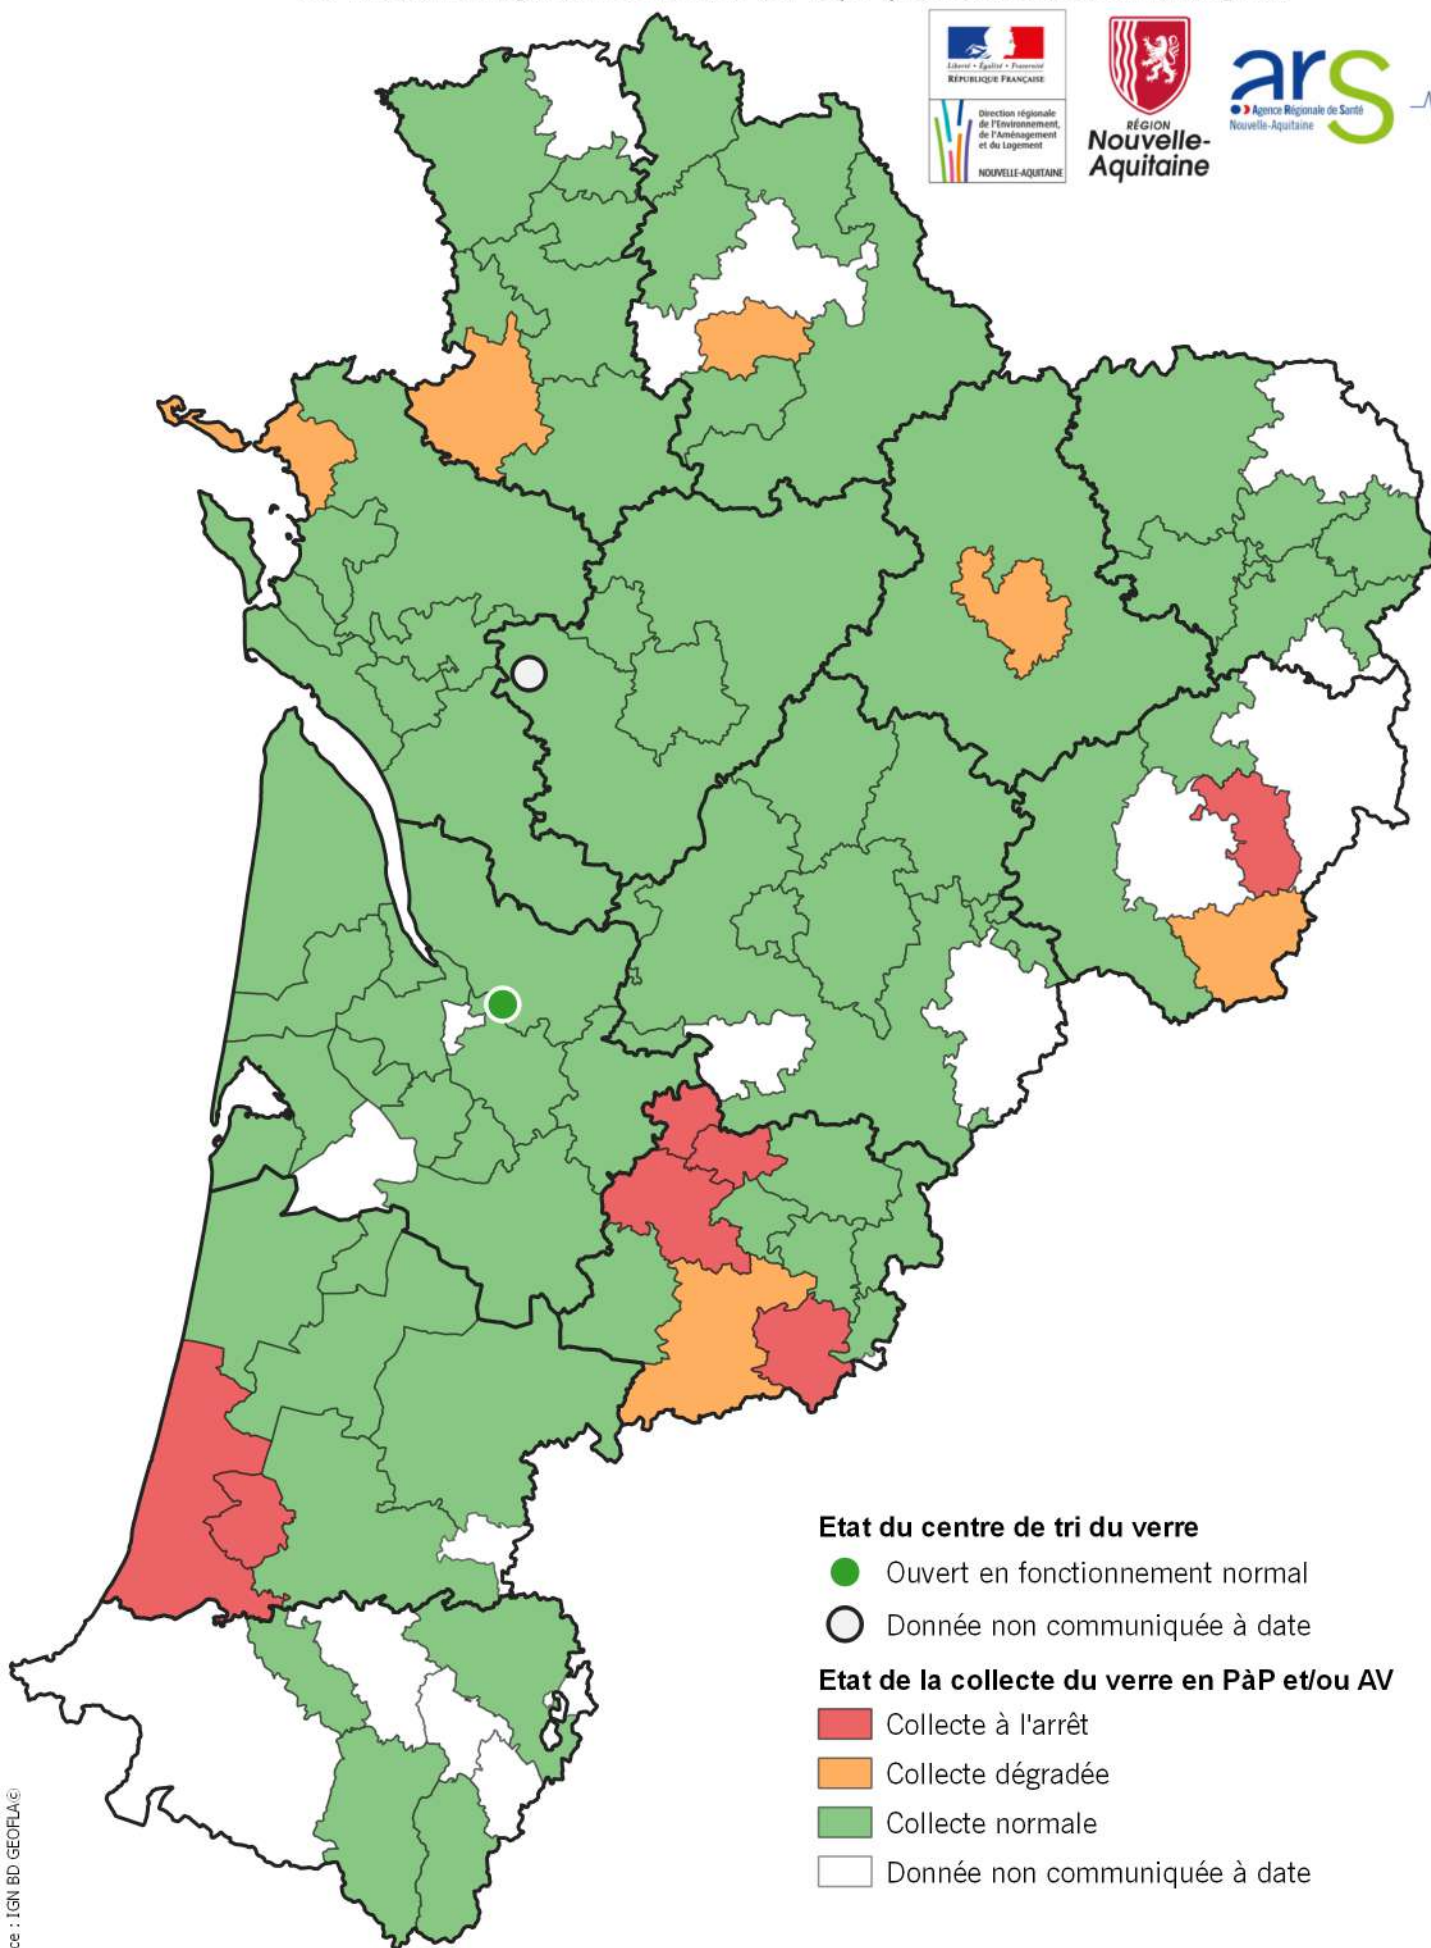 Liberté • Égalité • Fraternité
RÉPUBLIQUE FRANÇAISE
Direction régionale
de l'Environnement,
de l'Aménagement
et du Logement
NOUVELLE-AQUITAINE
RÉGION
Nouvelle-
Aquitaine
ars
Agence Régionale de Santé
Nouvelle-Aquitaine
Etat du centre de tri du verre
Ouvert en fonctionnement normal
Donnée non communiquée à date
Etat de la collecte du verre en PàP et/ou AV
Collecte à l'arrêt
Collecte dégradée
Collecte normale
Donnée non communiquée à date
ce : IGN BD GEOFLA©